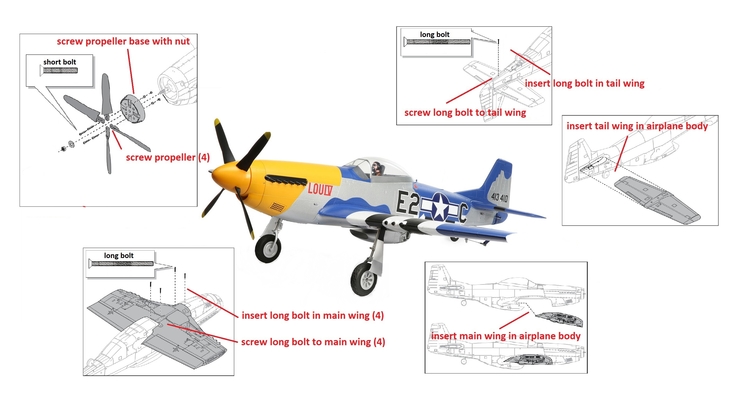 screw propeller base with nut
short bolt
screw propeller (4)
long bolt
insert long bolt in tail wing
screw long bolt to tail wing
insert tail wing in airplane body
LOU IV
E2
C
413 410
long bolt
insert long bolt in main wing (4)
screw long bolt to main wing (4)
insert main wing in airplane body